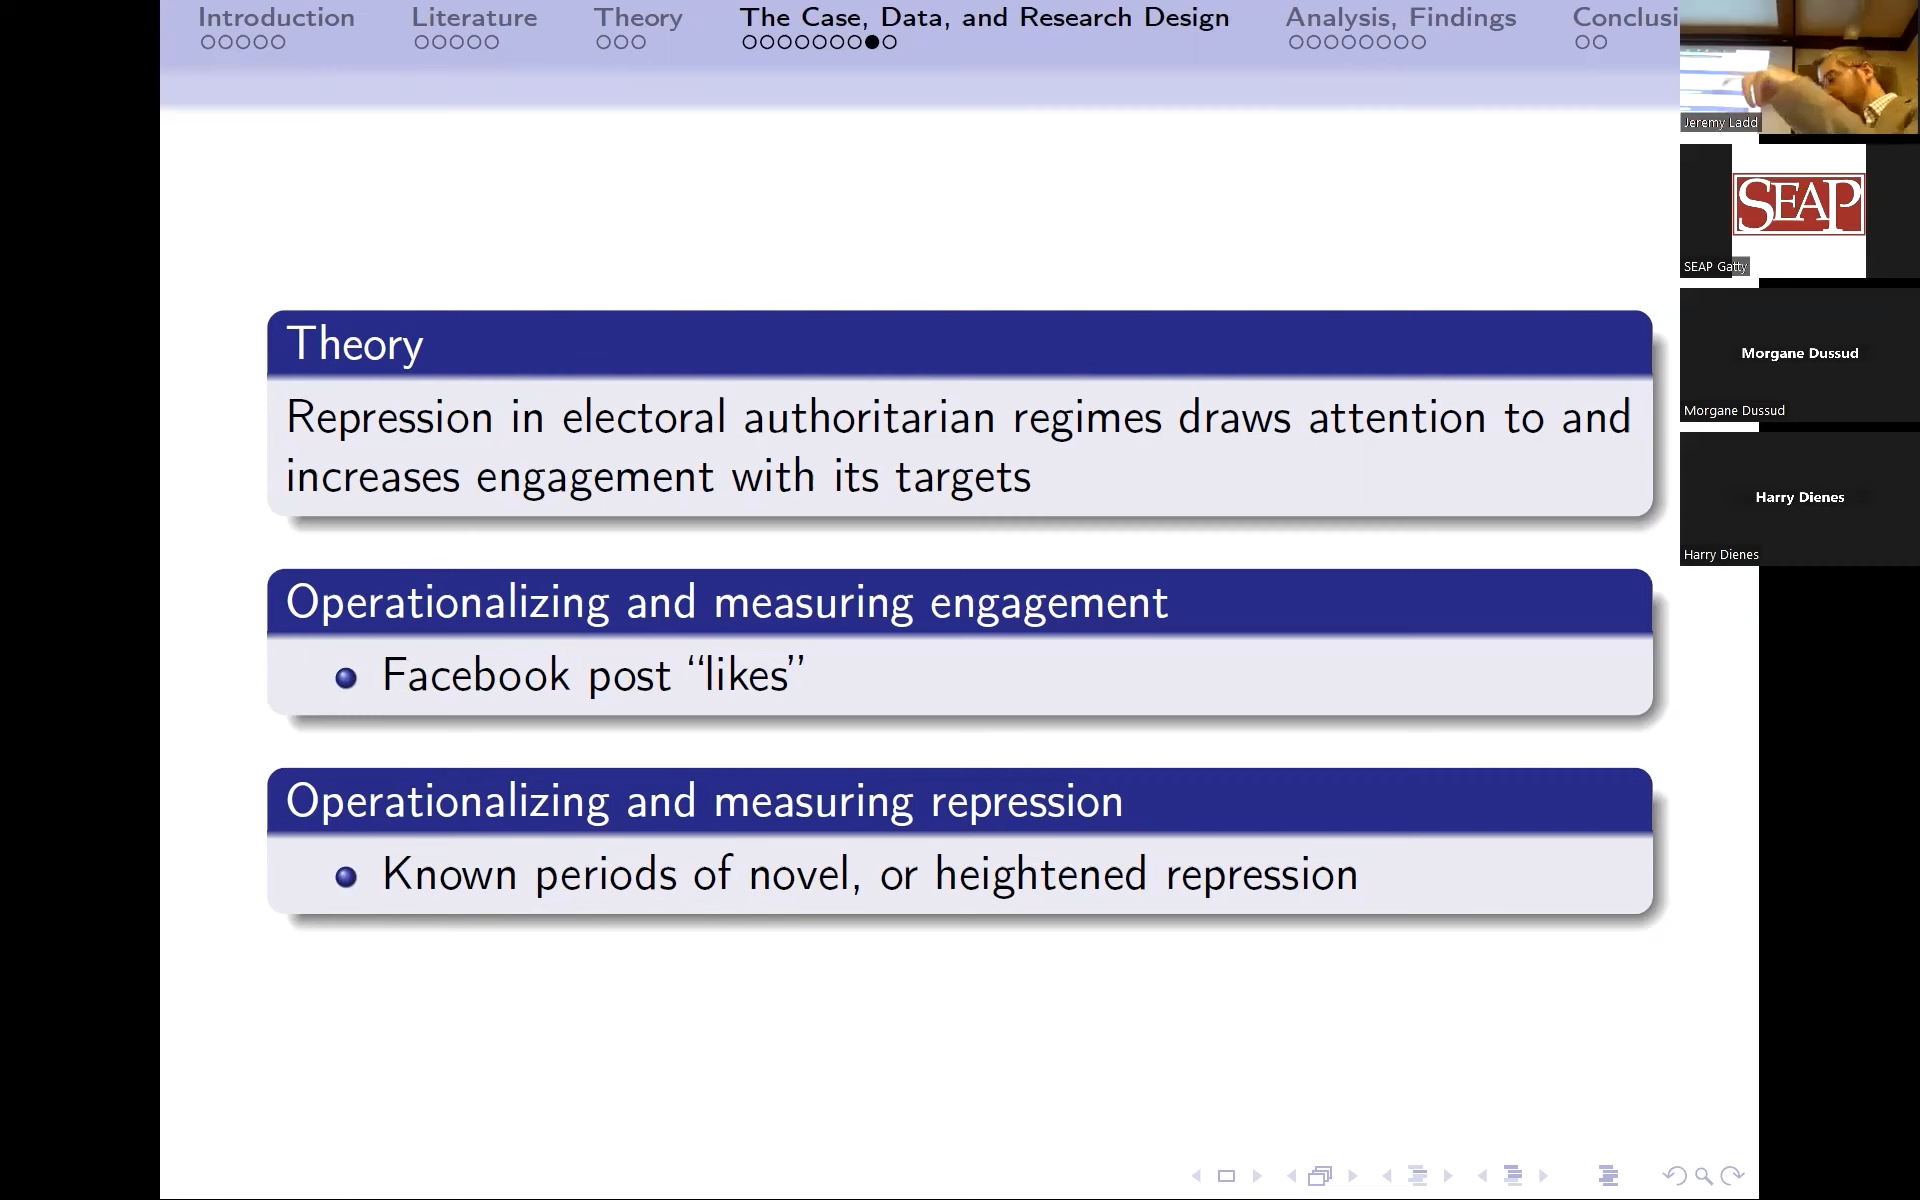 Introduction
Literature
Theory
The Case, Data, and Research Design
Analysis, Findings
Conclusi
Theory
Repression in electoral authoritarian regimes draws attention to and
increases engagement with its targets
Operationalizing and measuring engagement
Facebook post “likes”
Operationalizing and measuring repression
Known periods of novel, or heightened repression
Jeremy Ladd
SEAP
SEAP Gatty
Morgane Dussud
Morgane Dussud
Harry Dienes
Harry Dienes